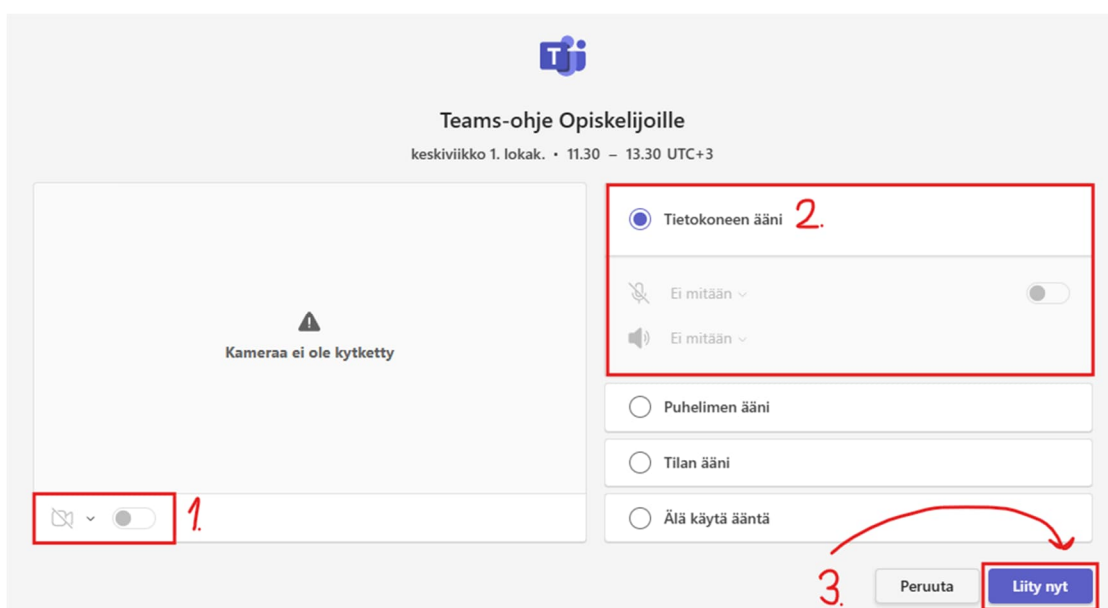 Teams-ohje Opiskelijoille
keskiviikko 1. lokak. • 11.30 – 13.30 UTC+3
Kameraa ei ole kytketty
1.
Tietokoneen ääni 2.
Ei mitään
Ei mitään
Puhelimen ääni
Tilan ääni
Älä käytä ääntä
3.
Peruuta
Liity nyt